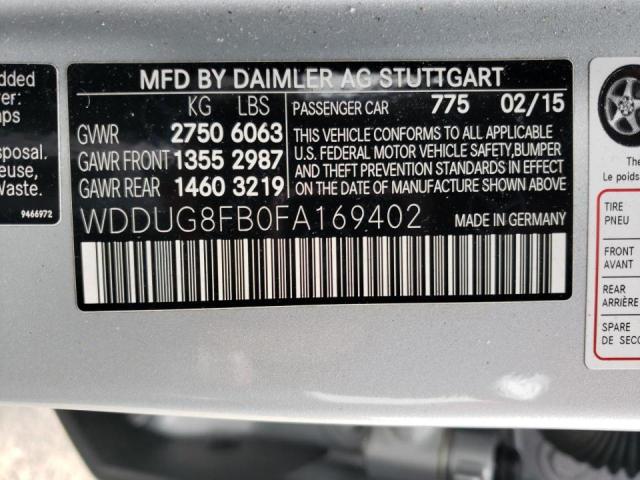 dded
rer:
mps
sposal.
euse,
Waste.
9466972
MFD BY DAIMLER AG STUTTGART
KG LBS PASSENGER CAR 775 02/15
GVWR 2750 6063
GAWR FRONT 1355 2987
GAWR REAR 1460 3219
THIS VEHICLE CONFORMS TO ALL APPLICABLE
U.S. FEDERAL MOTOR VEHICLE SAFETY,BUMPER
AND THEFT PREVENTION STANDARDS IN EFFECT
ON THE DATE OF MANUFACTURE SHOWN ABOVE.
WDDUG8FB0FA169402 MADE IN GERMANY
The
Le poids
TIRE
PNEU
FRONT
AVANT
REAR
ARRIÈRE
SPARE
DE SECO